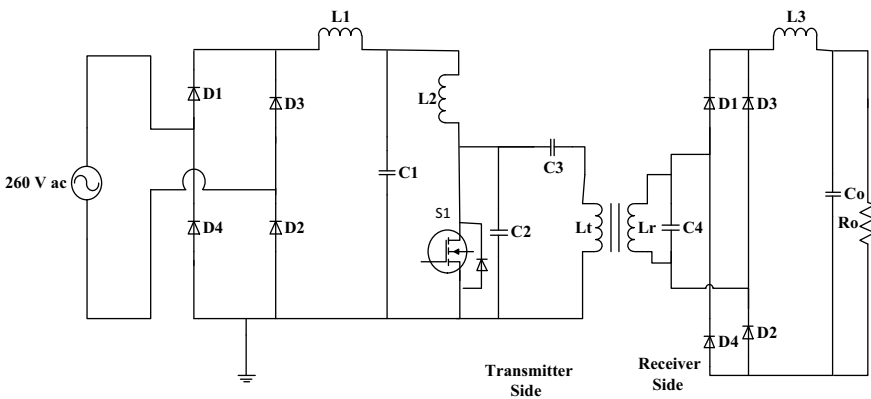 L1
L3
D1
D3
L2
D1
D3
C3
260 V ac
C1
Co
S1
Ro
D4
D2
C2
Lt
Lr
C4
D4
D2
Transmitter
Side
Receiver
Side